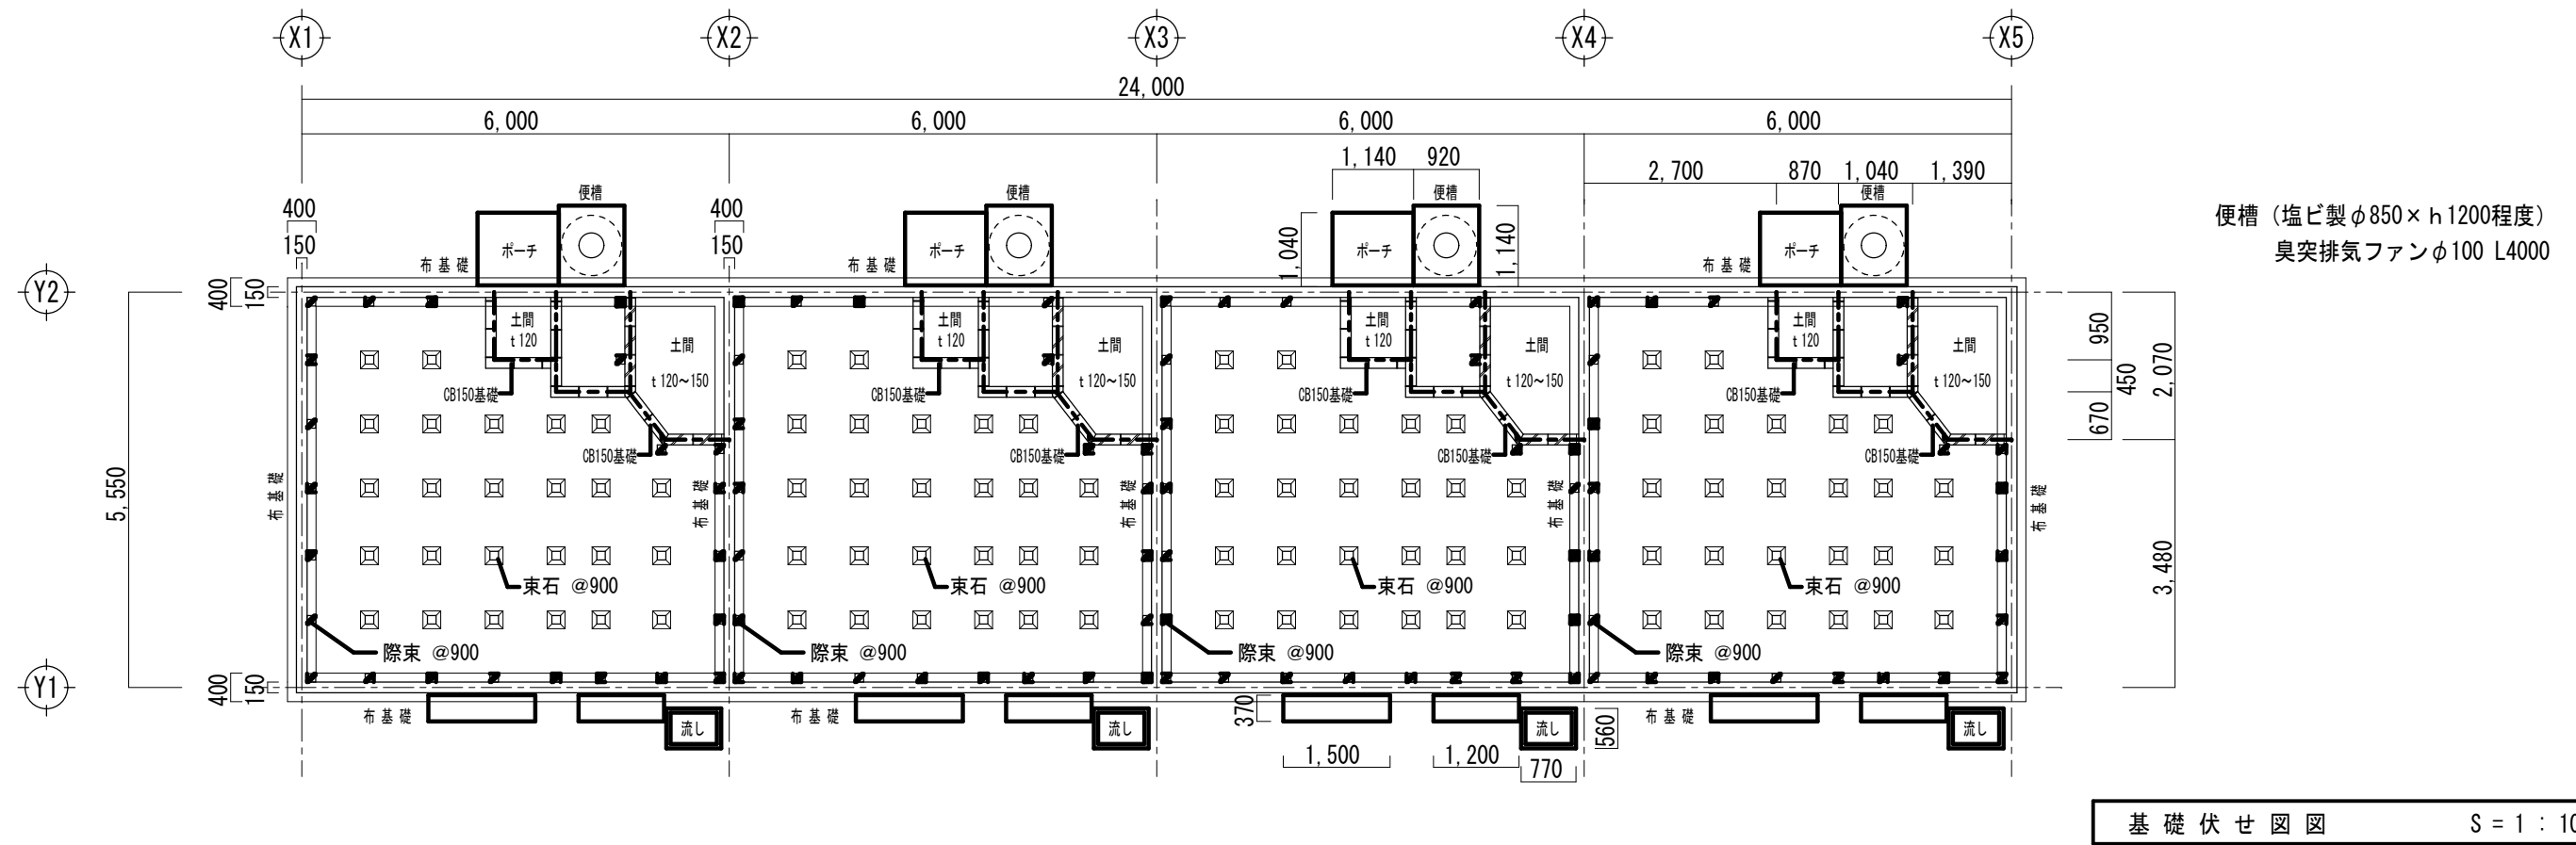 X1 X2 X3 X4 X5
24,000
6,000 6,000 6,000 6,000
1,140 920 2,700 870 1,040 1,390
便槽 便槽 便槽 便槽
400 400
150 150
便槽（塩ビ製φ850×ｈ1200程度）
臭突排気ファンφ100 L4000
ポーチ ポーチ 1,040 ポーチ 1,140 ポーチ
布基礎 布基礎 布基礎
Y2 400 150
土間 土間 土間 土間
t120 t120 t120 t120
土間 土間 土間 土間
t120~150 t120~150 t120~150 t120~150
950
450
2,070
670
CB150基礎 CB150基礎 CB150基礎 CB150基礎
CB150基礎 CB150基礎 CB150基礎 CB150基礎
5,550
布基礎 布基礎 布基礎 布基礎 布基礎
3,480
束石 @900 束石 @900 束石 @900 束石 @900
際束 @900 際束 @900 際束 @900 際束 @900
Y1 400 150
布基礎 布基礎 370 布基礎
流し 流し 流し 560 流し
1,500 1,200 770
基礎伏せ図図 S = 1 : 10